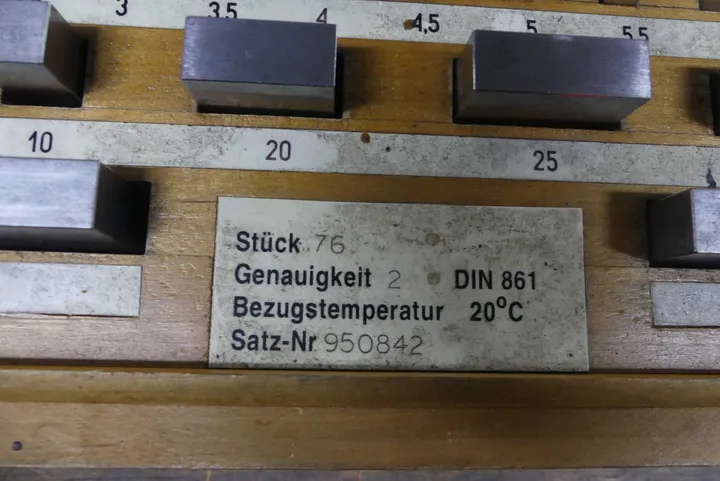 3 3,5 4 4,5 5 5,5
10 20 25
Stück 76
Genauigkeit 2 DIN 861
Bezugstemperatur 20°C
Satz-Nr 950842